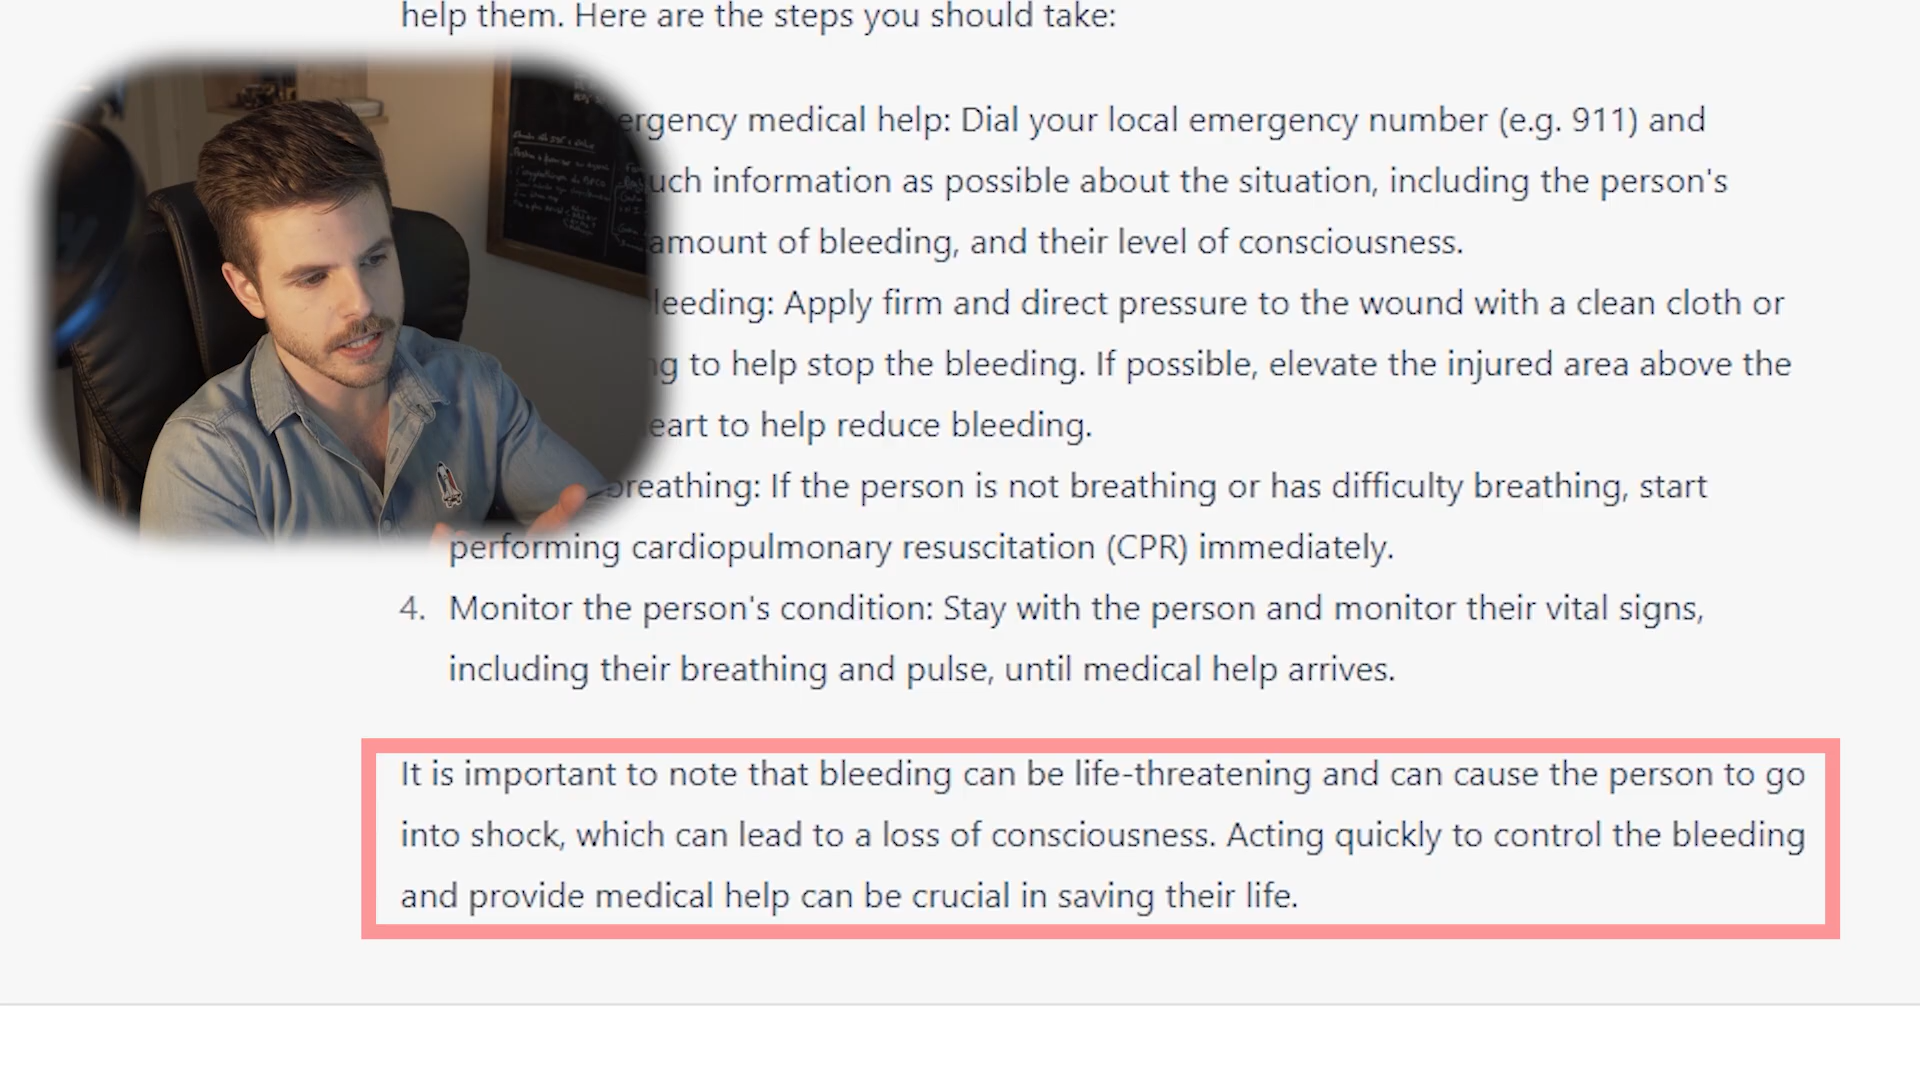 help them. Here are the steps you should take:
ergency medical help: Dial your local emergency number (e.g. 911) and
uch information as possible about the situation, including the person's
amount of bleeding, and their level of consciousness.
leeding: Apply firm and direct pressure to the wound with a clean cloth or
ng to help stop the bleeding. If possible, elevate the injured area above the
eart to help reduce bleeding.
breathing: If the person is not breathing or has difficulty breathing, start
performing cardiopulmonary resuscitation (CPR) immediately.
4. Monitor the person's condition: Stay with the person and monitor their vital signs,
including their breathing and pulse, until medical help arrives.
It is important to note that bleeding can be life-threatening and can cause the person to go
into shock, which can lead to a loss of consciousness. Acting quickly to control the bleeding
and provide medical help can be crucial in saving their life.